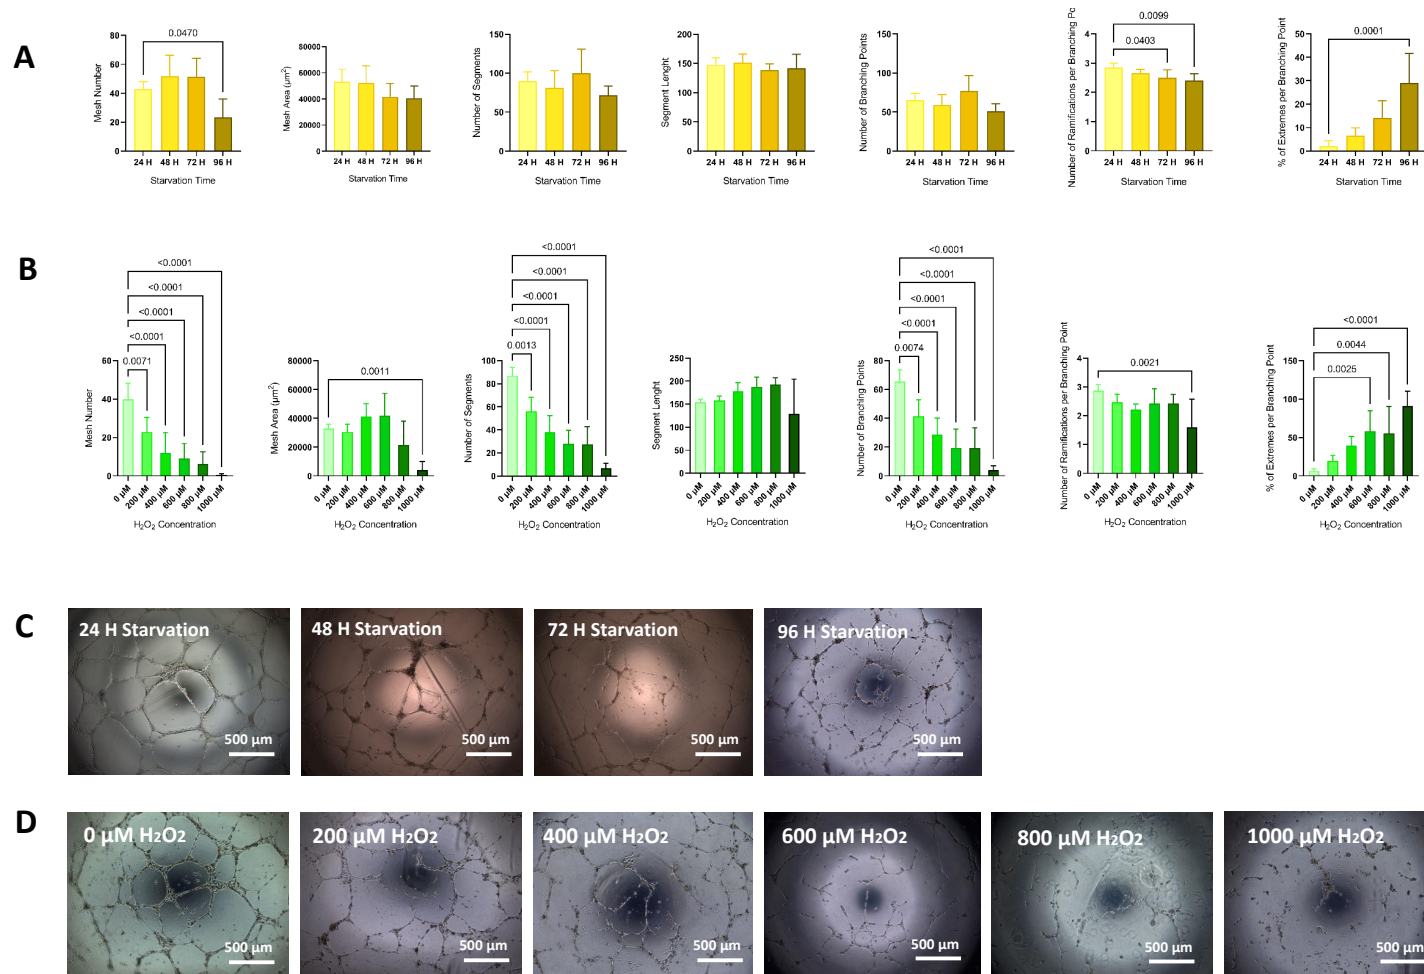 A
0.0470
Mesh Number
80
60
40
20
0
24 H 48 H 72 H 96 H
Starvation Time
Mesh Area (µm²)
80000
60000
40000
20000
0
24 H 48 H 72 H 96 H
Starvation Time
Number of Segments
150
100
50
0
24 H 48 H 72 H 96 H
Starvation Time
Segment Lenght
200
150
100
50
0
24 H 48 H 72 H 96 H
Starvation Time
Number of Branching Points
150
100
50
0
24 H 48 H 72 H 96 H
Starvation Time
0.0099
0.0403
Number of Ramifications per Branching Po
4
3
2
1
0
24 H 48 H 72 H 96 H
Starvation Time
0.0001
% of Extremes per Branching Point
50
40
30
20
10
0
24 H 48 H 72 H 96 H
Starvation Time
B
<0.0001
<0.0001
<0.0001
<0.0001
0.0071
Mesh Number
60
40
20
0
0 µM 200 µM 400 µM 600 µM 800 µM 1000 µM
H₂O₂ Concentration
0.0011
Mesh Area (µm²)
80000
60000
40000
20000
0
0 µM 200 µM 400 µM 600 µM 800 µM 1000 µM
H₂O₂ Concentration
<0.0001
<0.0001
<0.0001
<0.0001
0.0013
Number of Segments
100
80
60
40
20
0
0 µM 200 µM 400 µM 600 µM 800 µM 1000 µM
H₂O₂ Concentration
Segment Lenght
250
200
150
100
50
0
0 µM 200 µM 400 µM 600 µM 800 µM 1000 µM
H₂O₂ Concentration
<0.0001
<0.0001
<0.0001
<0.0001
0.0074
Number of Branching Points
80
60
40
20
0
0 µM 200 µM 400 µM 600 µM 800 µM 1000 µM
H₂O₂ Concentration
0.0021
Number of Ramifications per Branching Point
4
3
2
1
0
0 µM 200 µM 400 µM 600 µM 800 µM 1000 µM
H₂O₂ Concentration
<0.0001
0.0044
0.0025
% of Extremes per Branching Point
150
100
50
0
0 µM 200 µM 400 µM 600 µM 800 µM 1000 µM
H₂O₂ Concentration
C
24 H Starvation
500 µm
48 H Starvation
500 µm
72 H Starvation
500 µm
96 H Starvation
500 µm
D
0 µM H2O2
500 µm
200 µM H2O2
500 µm
400 µM H2O2
500 µm
600 µM H2O2
500 µm
800 µM H2O2
500 µm
1000 µM H2O2
500 µm